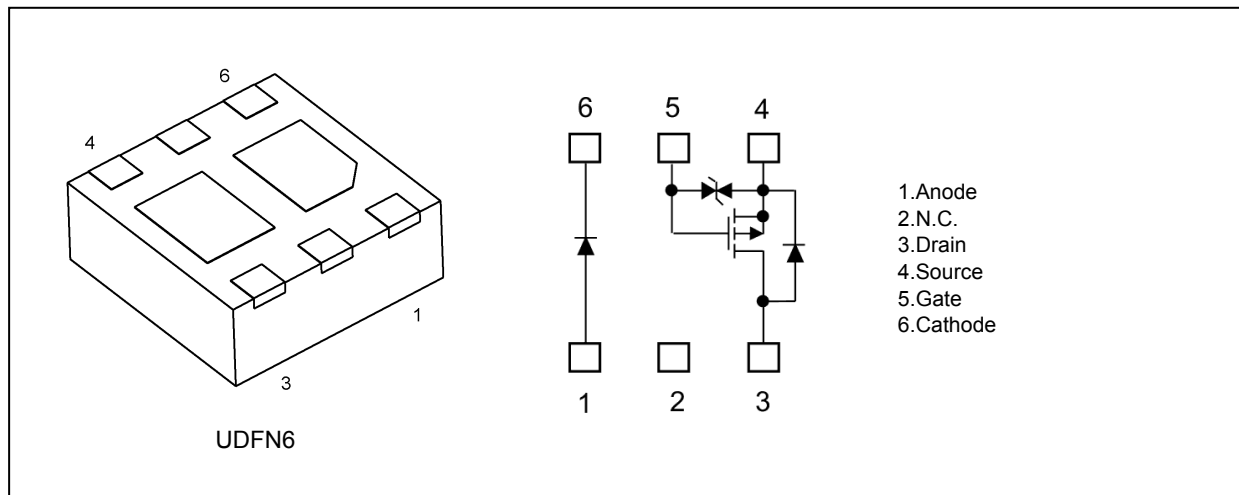 6
4
1
3
UDFN6
6 5 4
1 2 3
1.Anode
2.N.C.
3.Drain
4.Source
5.Gate
6.Cathode